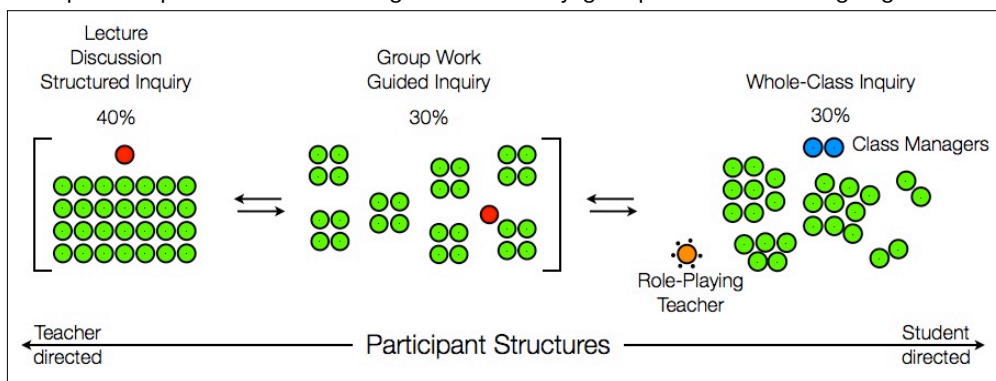 Lecture
Discussion
Structured Inquiry
40%
Group Work
Guided Inquiry
30%
Whole-Class Inquiry
30%
Class Managers
Role-Playing
Teacher
Teacher
directed
Participant Structures
Student
directed